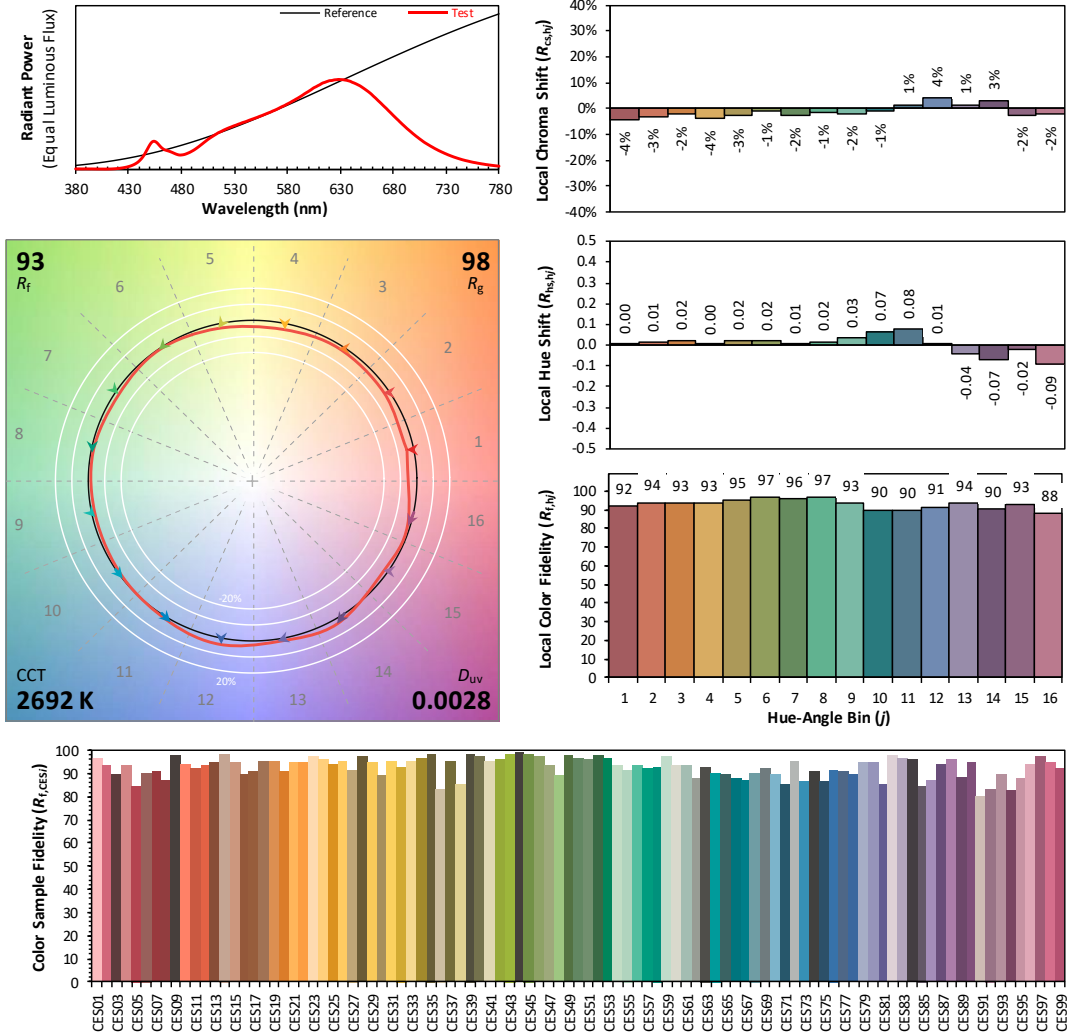 Radiant Power
(Equal Luminous Flux)
Reference
Test
380 430 480 530 580 630 680 730 780
Wavelength (nm)
Local Chroma Shift (Rcs,hj)
40%
30%
20%
10%
0%
-10%
-20%
-30%
-40%
-4% -3% -2% -4% -3% -1% -2% -1% -2% -1% 1% 4% 1% 3% -2% -2%
93
Rf
98
Rg
5 4
6 3
7 2
8 1
9 16
10 15
11 14
12 13
-20%
20%
CCT
2692 K
Duv
0.0028
Local Hue Shift (Rhs,hj)
0.5
0.4
0.3
0.2
0.1
0.0
-0.1
-0.2
-0.3
-0.4
-0.5
0.00 0.01 0.02 0.00 0.02 0.02 0.01 0.02 0.03 0.07 0.08 0.01 -0.04 -0.07 -0.02 -0.09
Local Color Fidelity (Rf,hj)
100
90
80
70
60
50
40
30
20
10
0
92 94 93 93 95 97 96 97 93 90 90 91 94 90 93 88
1 2 3 4 5 6 7 8 9 10 11 12 13 14 15 16
Hue-Angle Bin (j)
Color Sample Fidelity (Rf,CESi)
100
90
80
70
60
50
40
30
20
10
0
CES01 CES03 CES05 CES07 CES09 CES11 CES13 CES15 CES17 CES19 CES21 CES23 CES25 CES27 CES29 CES31 CES33 CES35 CES37 CES39 CES41 CES43 CES45 CES47 CES49 CES51 CES53 CES55 CES57 CES59 CES61 CES63 CES65 CES67 CES69 CES71 CES73 CES75 CES77 CES79 CES81 CES83 CES85 CES87 CES89 CES91 CES93 CES95 CES97 CES99